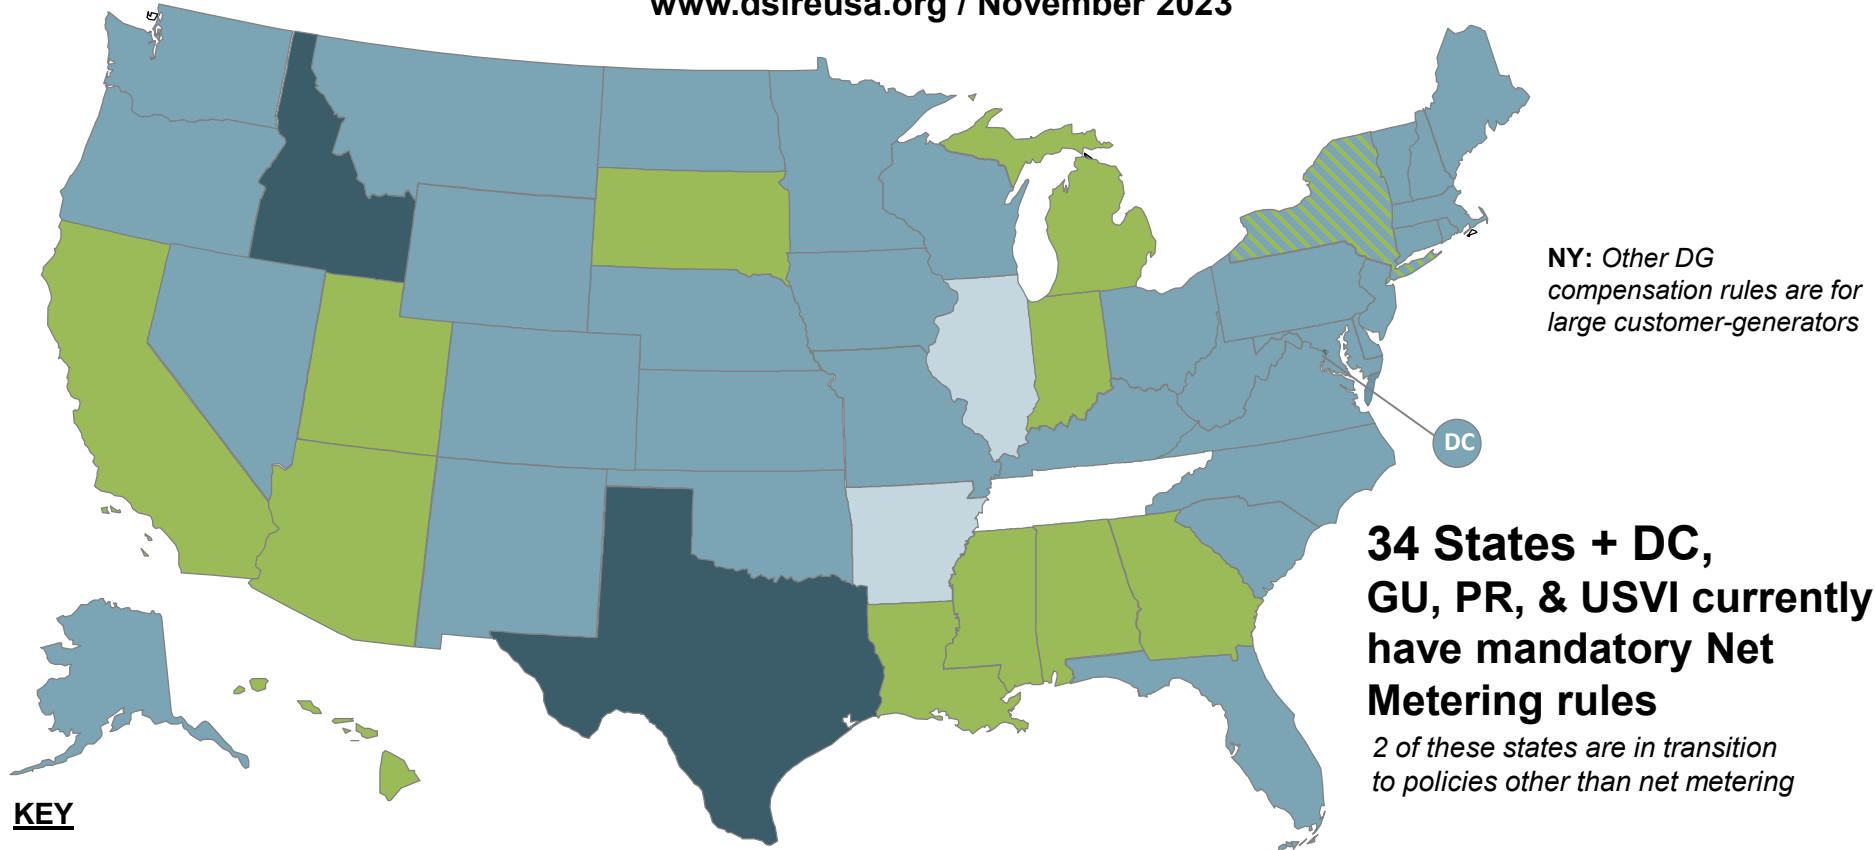 www.dsireusa.org / November 2023
NY: Other DG
compensation rules are for
large customer-generators
DC
34 States + DC,
GU, PR, & USVI currently
have mandatory Net
Metering rules
2 of these states are in transition
to policies other than net metering
KEY